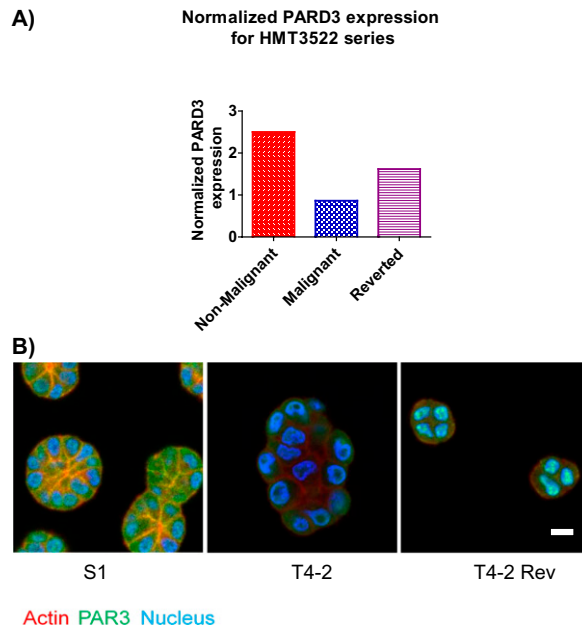 A)
Normalized PARD3 expression
for HMT3522 series
Normalized PARD3
expression
3
2
1
0
Non-Malignant
Malignant
Reverted
B)
S1
T4-2
T4-2 Rev
Actin PAR3 Nucleus